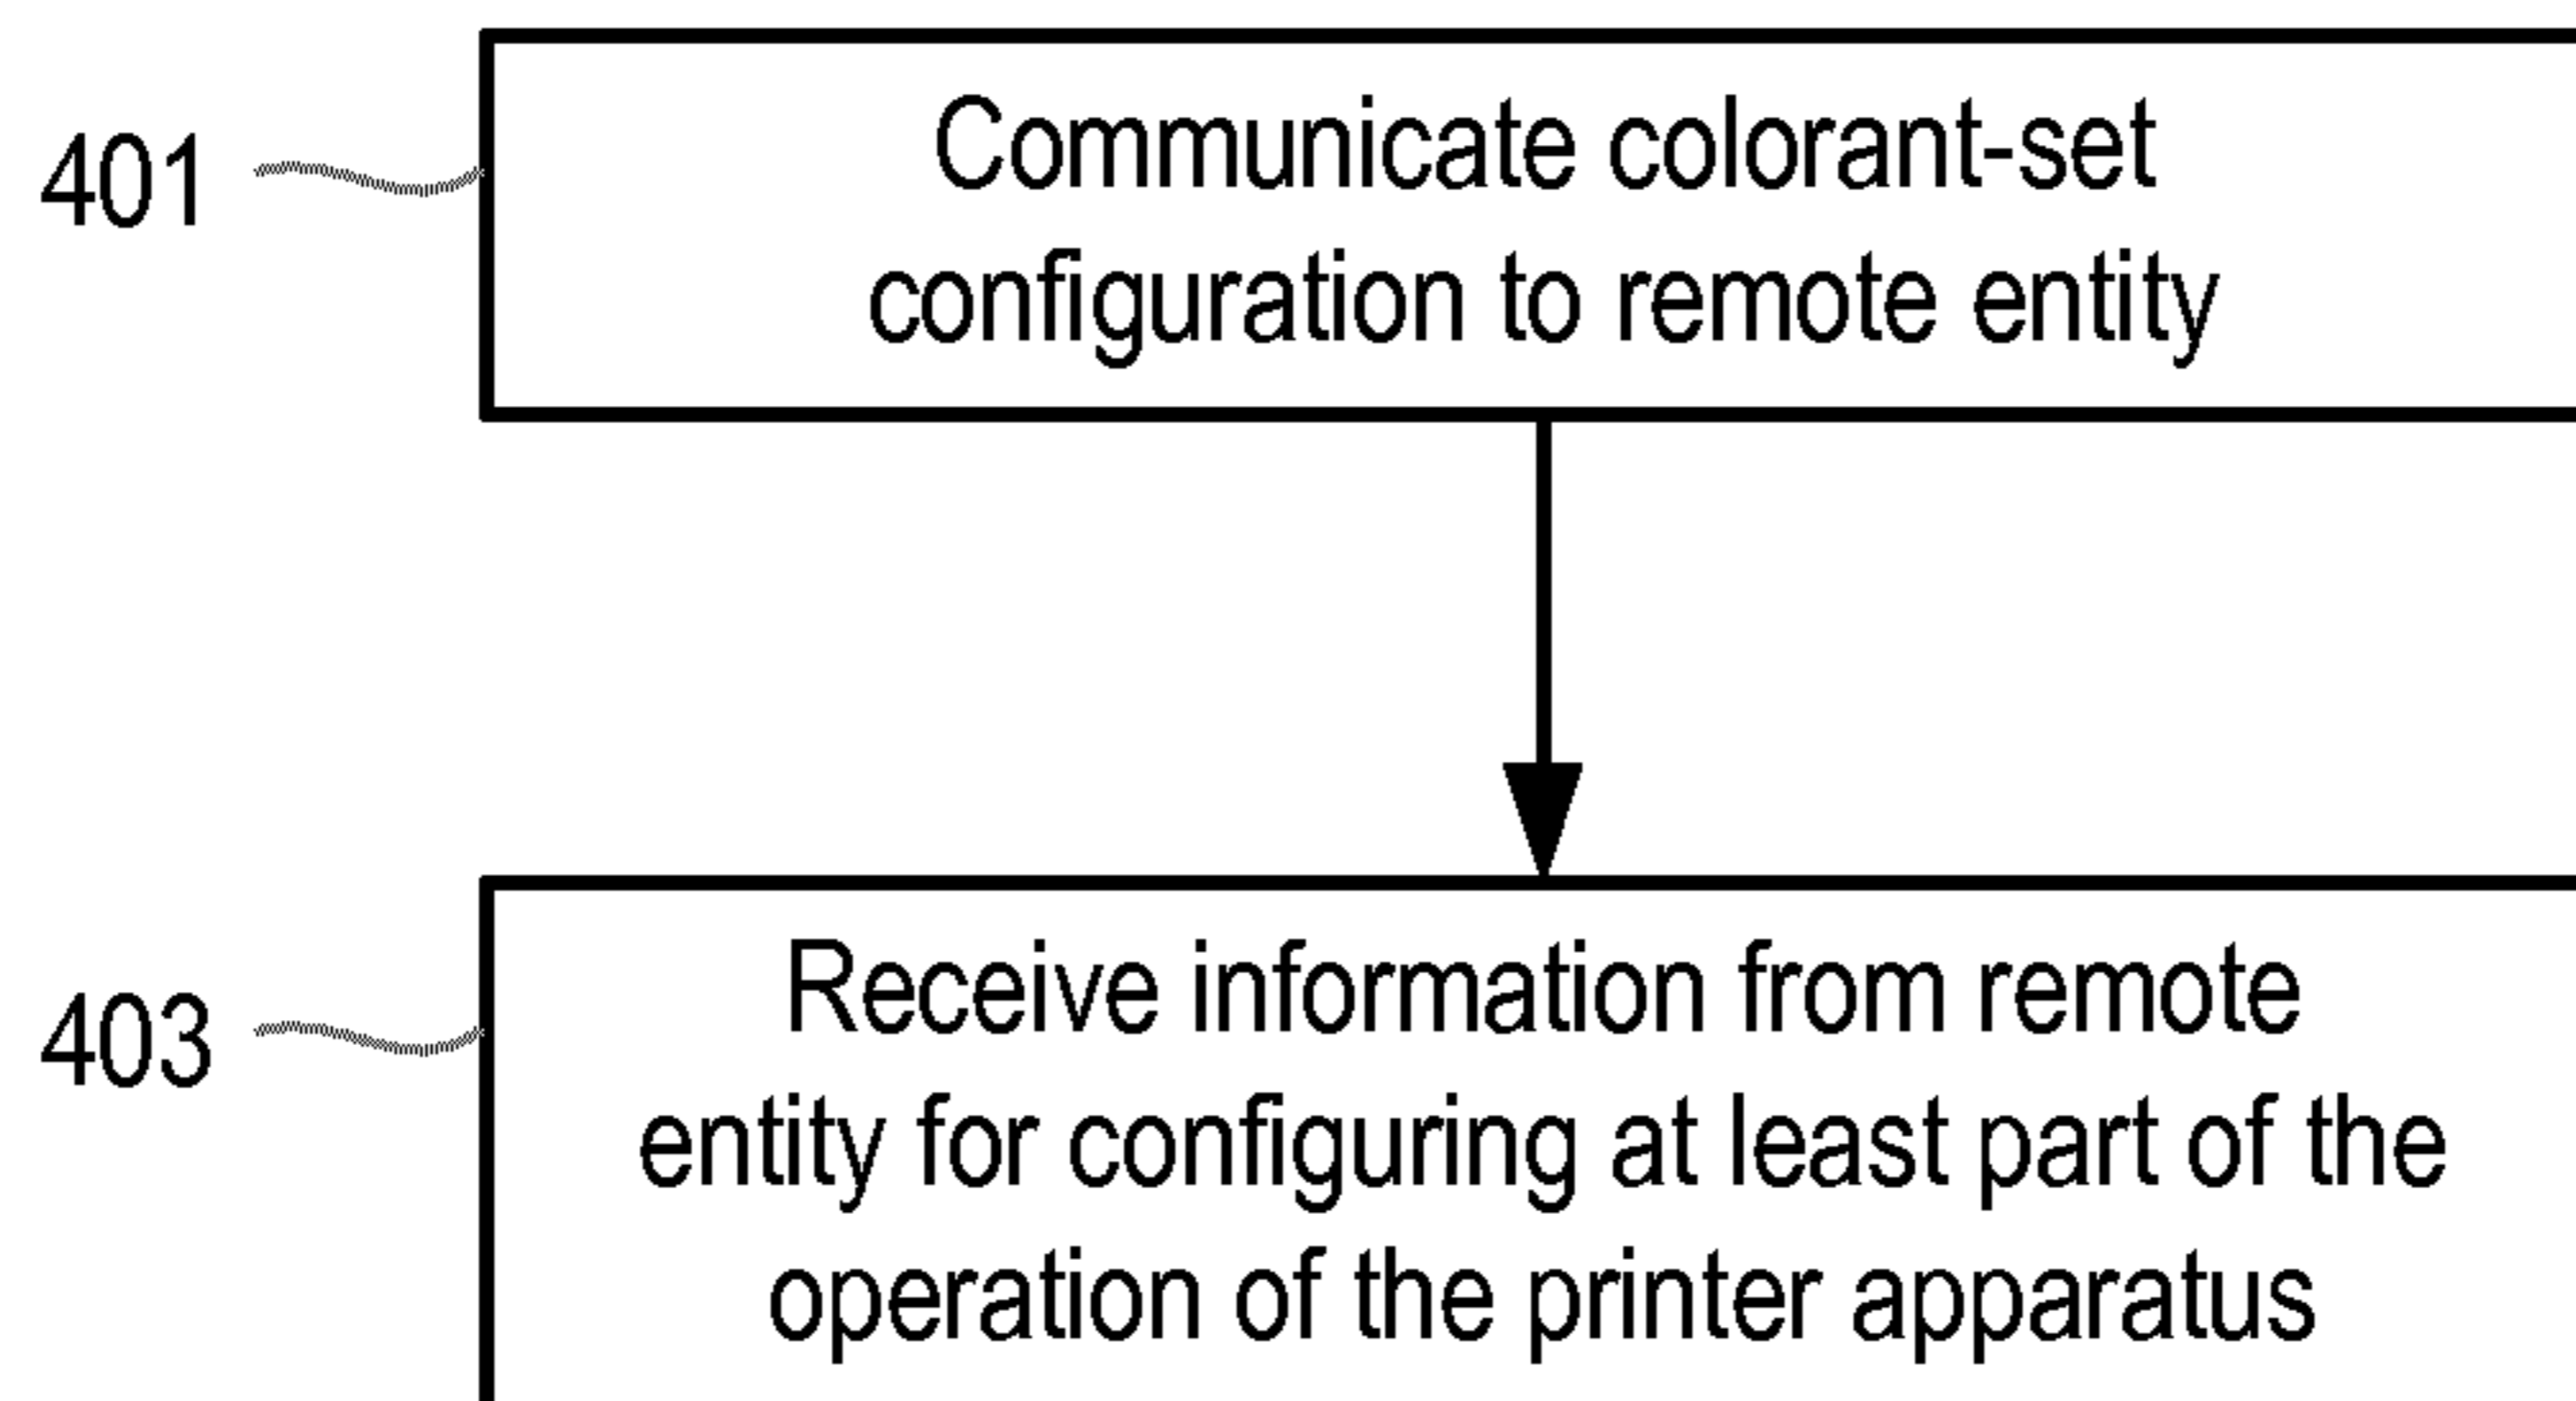 401
Communicate colorant-set
configuration to remote entity
403
Receive information from remote
entity for configuring at least part of the
operation of the printer apparatus